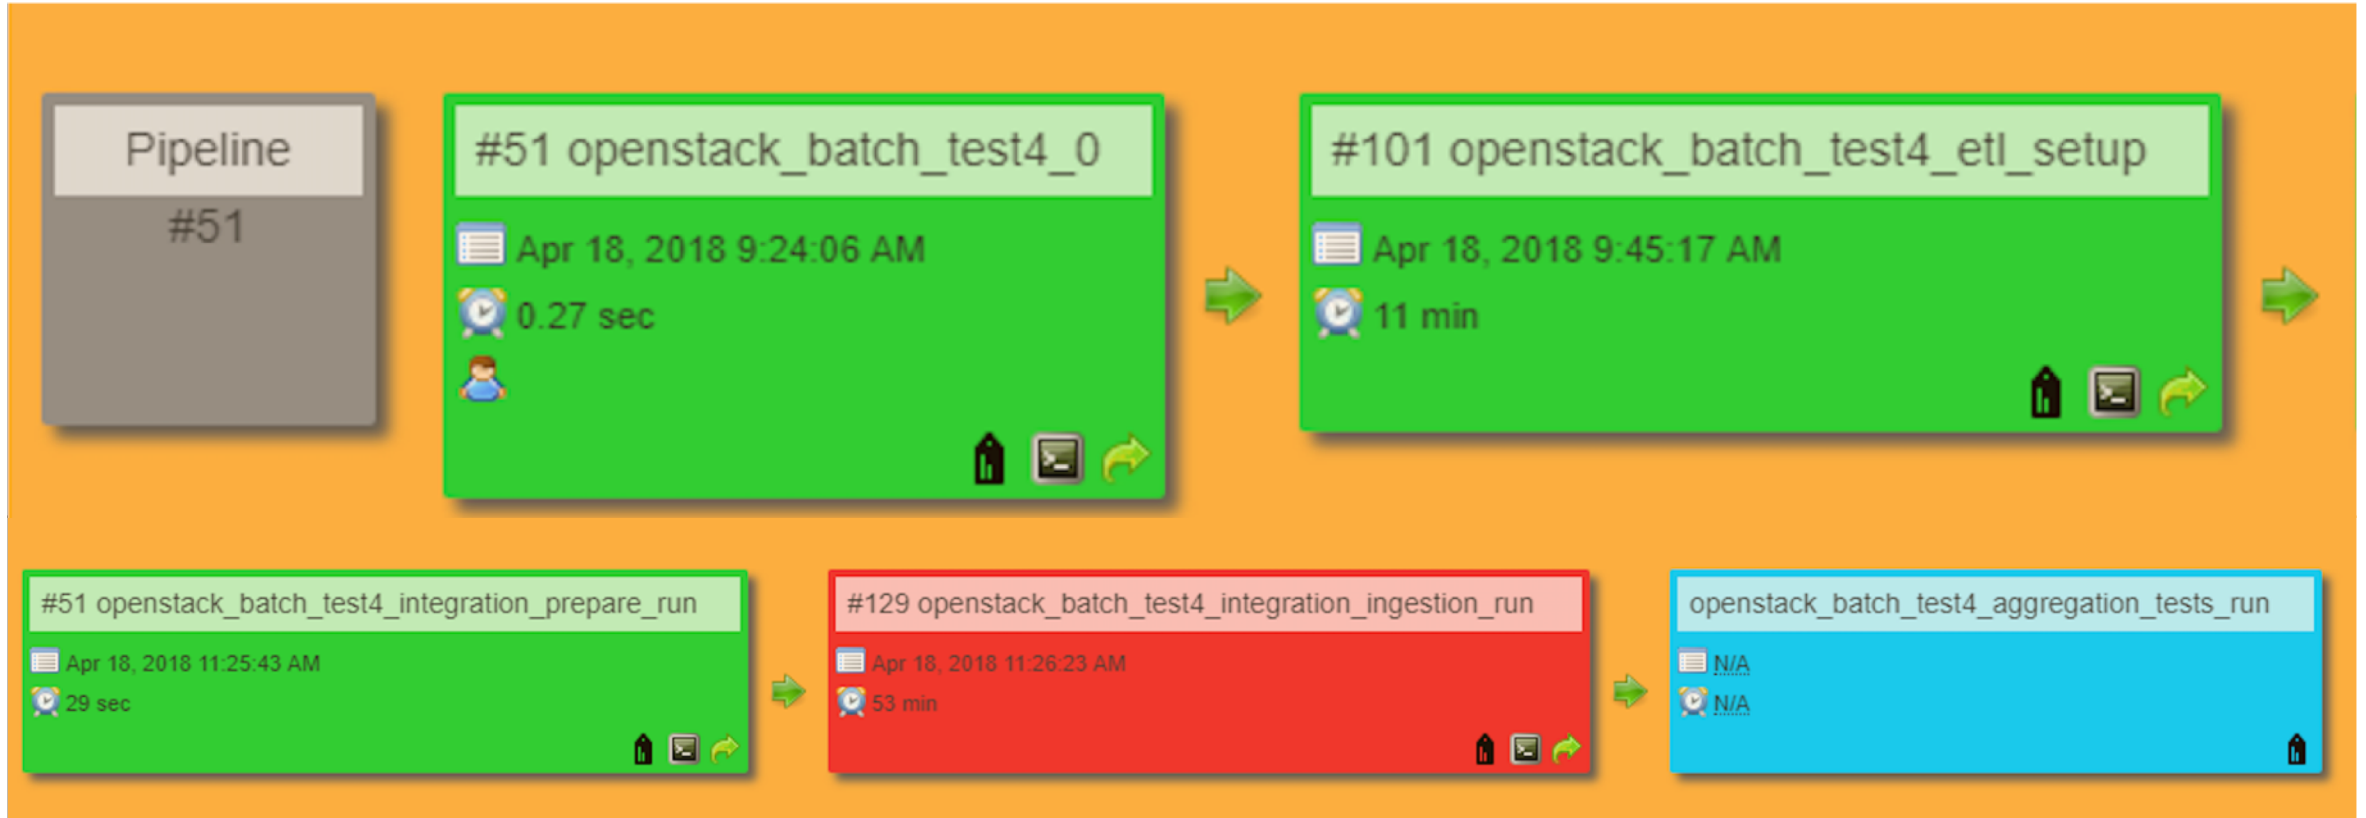 Pipeline
#51
#51 openstack_batch_test4_0
Apr 18, 2018 9:24:06 AM
0.27 sec
#101 openstack_batch_test4_etl_setup
Apr 18, 2018 9:45:17 AM
11 min
#51 openstack_batch_test4_integration_prepare_run
Apr 18, 2018 11:25:43 AM
29 sec
#129 openstack_batch_test4_integration_ingestion_run
Apr 18, 2018 11:26:23 AM
53 min
openstack_batch_test4_aggregation_tests_run
N/A
N/A